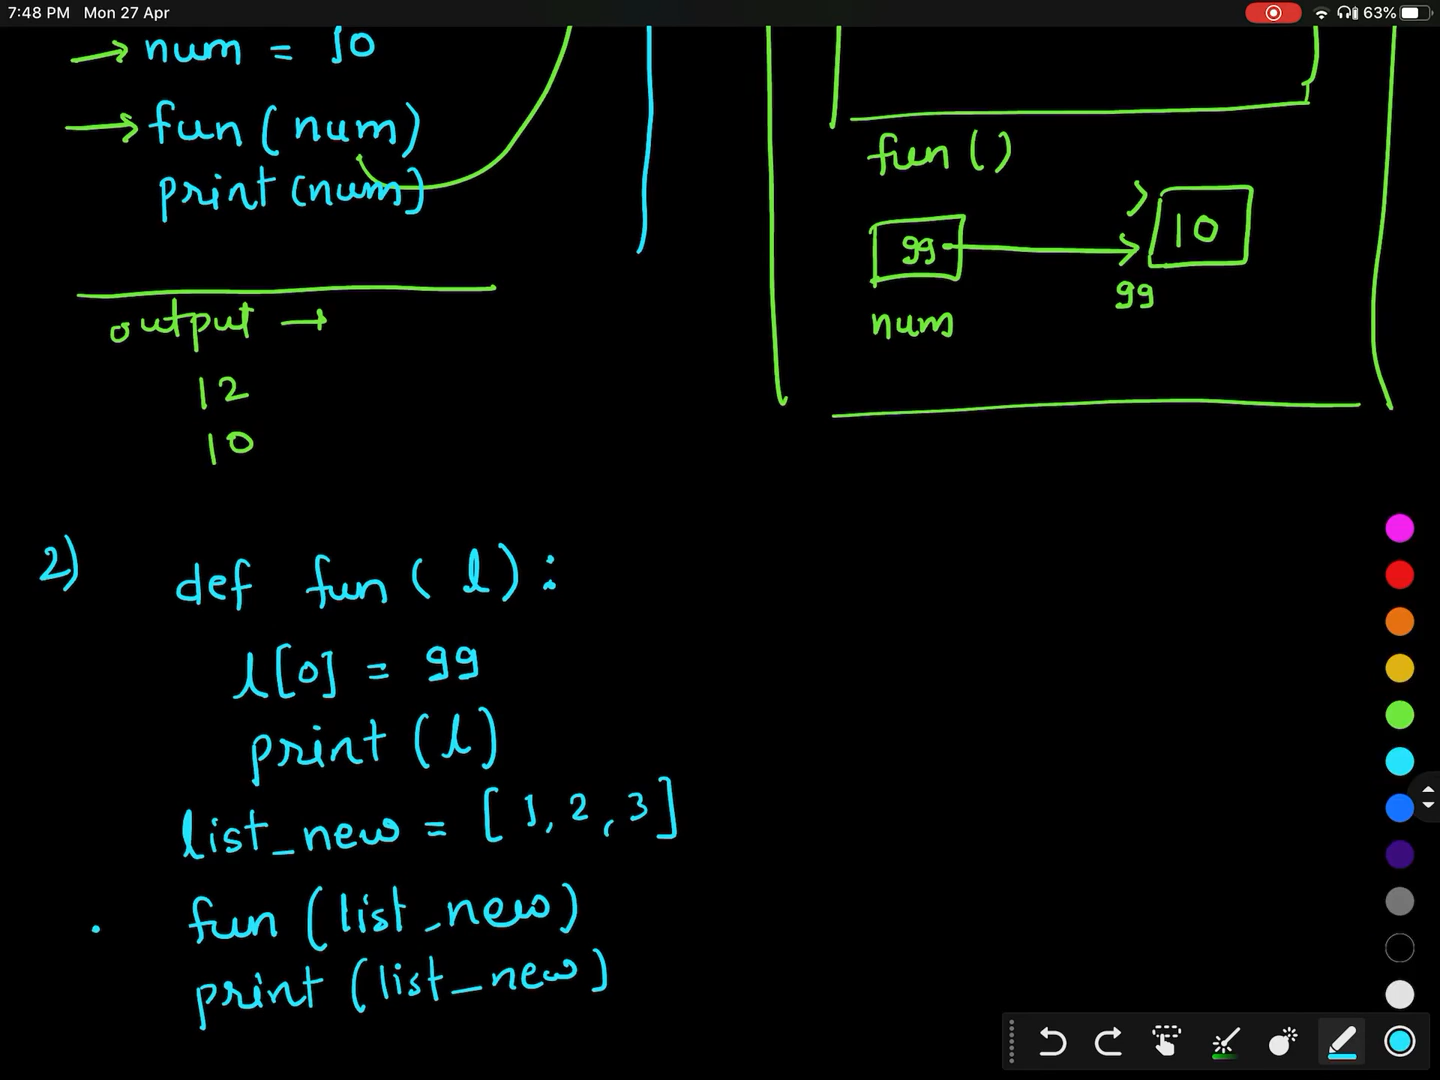 7:48 PM Mon 27 Apr
63%
→ num = 10
→ fun (num)
print (num)
output →
12
10
fun ()
99
10
99
num
2) def fun ( l ) :
l[0] = 99
print (l)
list_new = [ 1, 2, 3]
fun (list_new)
print (list_new)